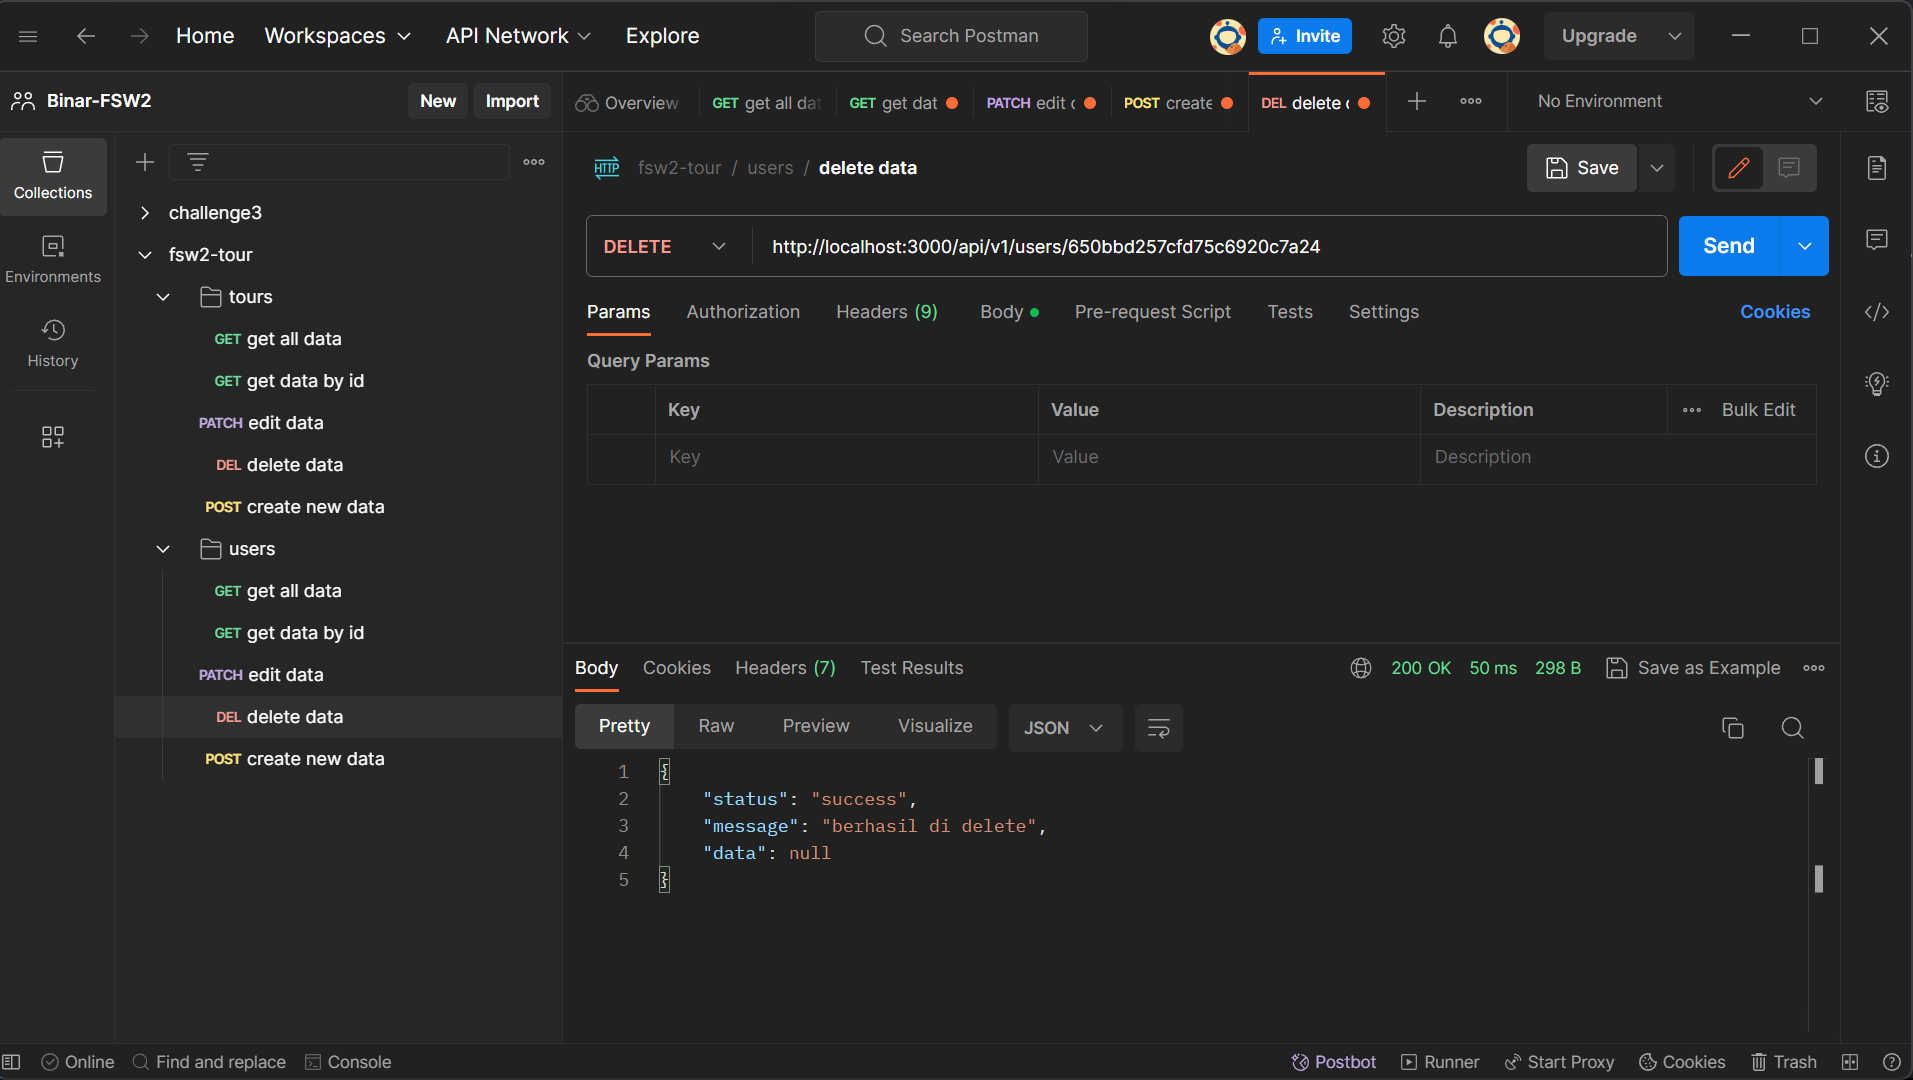 Home Workspaces API Network Explore Search Postman Invite Upgrade
Binar-FSW2 New Import Overview GET get all dat GET get dat PATCH edit POST create DEL delete No Environment
Collections
Environments
History
challenge3
fsw2-tour
tours
GET get all data
GET get data by id
PATCH edit data
DEL delete data
POST create new data
users
GET get all data
GET get data by id
PATCH edit data
DEL delete data
POST create new data
HTTP fsw2-tour / users / delete data Save
DELETE http://localhost:3000/api/v1/users/650bbd257cfd75c6920c7a24 Send
Params Authorization Headers (9) Body Pre-request Script Tests Settings Cookies
Query Params
Key Value Description Bulk Edit
Key Value Description
Body Cookies Headers (7) Test Results 200 OK 50 ms 298 B Save as Example
Pretty Raw Preview Visualize JSON
1 {
2 "status": "success",
3 "message": "berhasil di delete",
4 "data": null
5 }
Online Find and replace Console Postbot Runner Start Proxy Cookies Trash